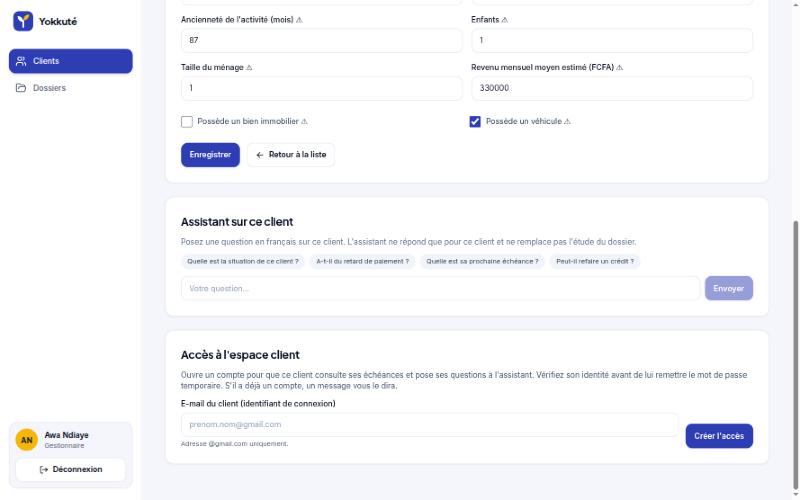 Yokkuté
Clients
Dossiers
Ancienneté de l'activité (mois) ⚠
Enfants ⚠
87
1
Taille du ménage ⚠
Revenu mensuel moyen estimé (FCFA) ⚠
1
330000
Possède un bien immobilier ⚠
Possède un véhicule ⚠
Enregistrer
← Retour à la liste
Assistant sur ce client
Posez une question en français sur ce client. L'assistant ne répond que pour ce client et ne remplace pas l'étude du dossier.
Quelle est la situation de ce client ?
A-t-il du retard de paiement ?
Quelle est sa prochaine échéance ?
Peut-il refaire un crédit ?
Votre question...
Envoyer
Accès à l'espace client
Ouvre un compte pour que ce client consulte ses échéances et pose ses questions à l'assistant. Vérifiez son identité avant de lui remettre le mot de passe
temporaire. S'il a déjà un compte, un message vous le dira.
E-mail du client (identifiant de connexion)
prenom.nom@gmail.com
Créer l'accès
Adresse @gmail.com uniquement.
AN
Awa Ndiaye
Gestionnaire
Déconnexion